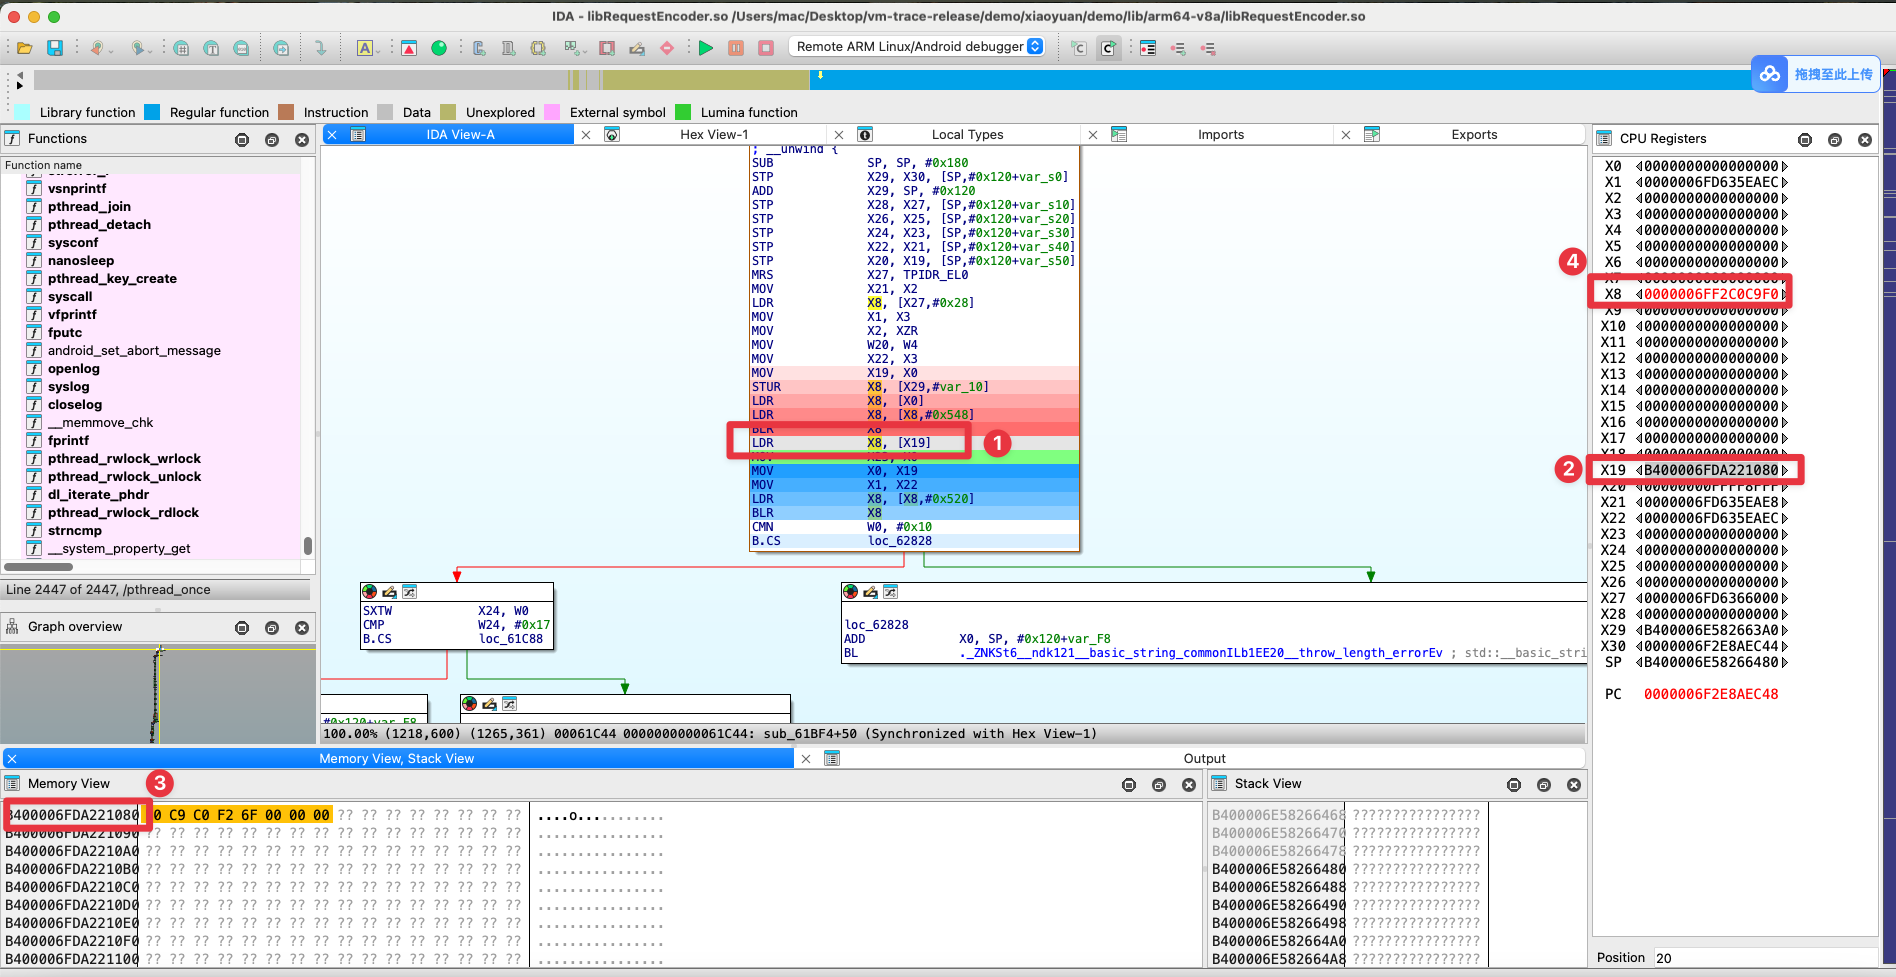 IDA - libRequestEncoder.so /Users/mac/Desktop/vm-trace-release/demo/xiaoyuan/demo/lib/arm64-v8a/libRequestEncoder.so
Remote ARM Linux/Android debugger
拖拽至此上传
Library function Regular function Instruction Data Unexplored External symbol Lumina function
Functions
Function name
vsnprintf
pthread_join
pthread_detach
sysconf
nanosleep
pthread_key_create
syscall
vfprintf
fputc
android_set_abort_message
openlog
syslog
closelog
__memmove_chk
fprintf
pthread_rwlock_wrlock
pthread_rwlock_unlock
dl_iterate_phdr
pthread_rwlock_rdlock
strncmp
__system_property_get
Line 2447 of 2447, /pthread_once
Graph overview
IDA View-A Hex View-1 Local Types Imports Exports
; __unwind {
SUB SP, SP, #0x180
STP X29, X30, [SP,#0x120+var_s0]
ADD X29, SP, #0x120
STP X28, X27, [SP,#0x120+var_s10]
STP X26, X25, [SP,#0x120+var_s20]
STP X24, X23, [SP,#0x120+var_s30]
STP X22, X21, [SP,#0x120+var_s40]
STP X20, X19, [SP,#0x120+var_s50]
MRS X27, TPIDR_EL0
MOV X21, X2
LDR X8, [X27,#0x28]
MOV X1, X3
MOV X2, XZR
MOV W20, W4
MOV X22, X3
MOV X19, X0
STUR X8, [X29,#var_10]
LDR X8, [X0]
LDR X8, [X8,#0x548]
BLR X8
LDR X8, [X19]
1
MOV X23, X0
MOV X0, X19
MOV X1, X22
LDR X8, [X8,#0x520]
BLR X8
CMN W0, #0x10
B.CS loc_62828
SXTW X24, W0
CMP W24, #0x17
B.CS loc_61C88
loc_62828
ADD X0, SP, #0x120+var_F8
BL ._ZNKSt6__ndk121__basic_string_commonILb1EE20__throw_length_errorEv ; std::__basic_stri
#0x120+var_F8
100.00% (1218,600) (1265,361) 00061C44 0000000000061C44: sub_61BF4+50 (Synchronized with Hex View-1)
CPU Registers
X0 0000000000000000
X1 0000006FD635EAEC
X2 0000000000000000
X3 0000000000000000
X4 0000000000000000
X5 0000000000000000
X6 0000000000000000
4
X7 0000000000000000
X8 0000006FF2C0C9F0
X9 0000000000000000
X10 0000000000000000
X11 0000000000000000
X12 0000000000000000
X13 0000000000000000
X14 0000000000000000
X15 0000000000000000
X16 0000000000000000
X17 0000000000000000
X18 0000000000000000
2
X19 B400006FDA221080
X20 00000000FFFF8FFF
X21 0000006FD635EAE8
X22 0000006FD635EAEC
X23 0000000000000000
X24 0000000000000000
X25 0000000000000000
X26 0000000000000000
X27 0000006FD6366000
X28 0000000000000000
X29 B400006E582663A0
X30 0000006F2E8AEC44
SP B400006E58266480
PC 0000006F2E8AEC48
Position 20
Memory View, Stack View Output
Memory View
3
B400006FDA221080 0 C9 C0 F2 6F 00 00 00 ?? ?? ?? ?? ?? ?? ?? ?? ....o...........
B400006FDA221090 ?? ?? ?? ?? ?? ?? ?? ?? ?? ?? ?? ?? ?? ?? ?? ?? ................
B400006FDA2210A0 ?? ?? ?? ?? ?? ?? ?? ?? ?? ?? ?? ?? ?? ?? ?? ?? ................
B400006FDA2210B0 ?? ?? ?? ?? ?? ?? ?? ?? ?? ?? ?? ?? ?? ?? ?? ?? ................
B400006FDA2210C0 ?? ?? ?? ?? ?? ?? ?? ?? ?? ?? ?? ?? ?? ?? ?? ?? ................
B400006FDA2210D0 ?? ?? ?? ?? ?? ?? ?? ?? ?? ?? ?? ?? ?? ?? ?? ?? ................
B400006FDA2210E0 ?? ?? ?? ?? ?? ?? ?? ?? ?? ?? ?? ?? ?? ?? ?? ?? ................
B400006FDA2210F0 ?? ?? ?? ?? ?? ?? ?? ?? ?? ?? ?? ?? ?? ?? ?? ?? ................
B400006FDA221100 ?? ?? ?? ?? ?? ?? ?? ?? ?? ?? ?? ?? ?? ?? ?? ?? ................
Stack View
B400006E58266468 ????????????????
B400006E58266470 ????????????????
B400006E58266478 ????????????????
B400006E58266480 ????????????????
B400006E58266488 ????????????????
B400006E58266490 ????????????????
B400006E58266498 ????????????????
B400006E582664A0 ????????????????
B400006E582664A8 ????????????????